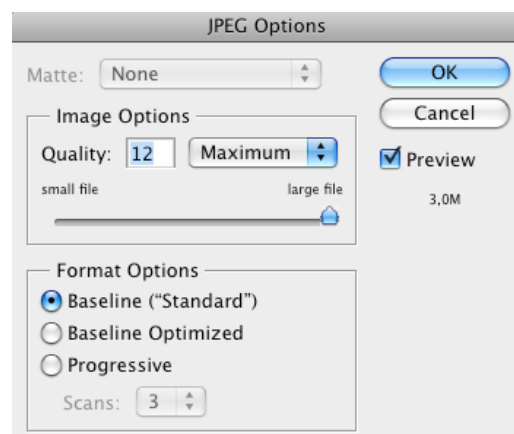 JPEG Options
Matte: None
OK
Image Options
Cancel
Quality: 12 Maximum
Preview
small file large file
3,0M
Format Options
Baseline (“Standard”)
Baseline Optimized
Progressive
Scans: 3